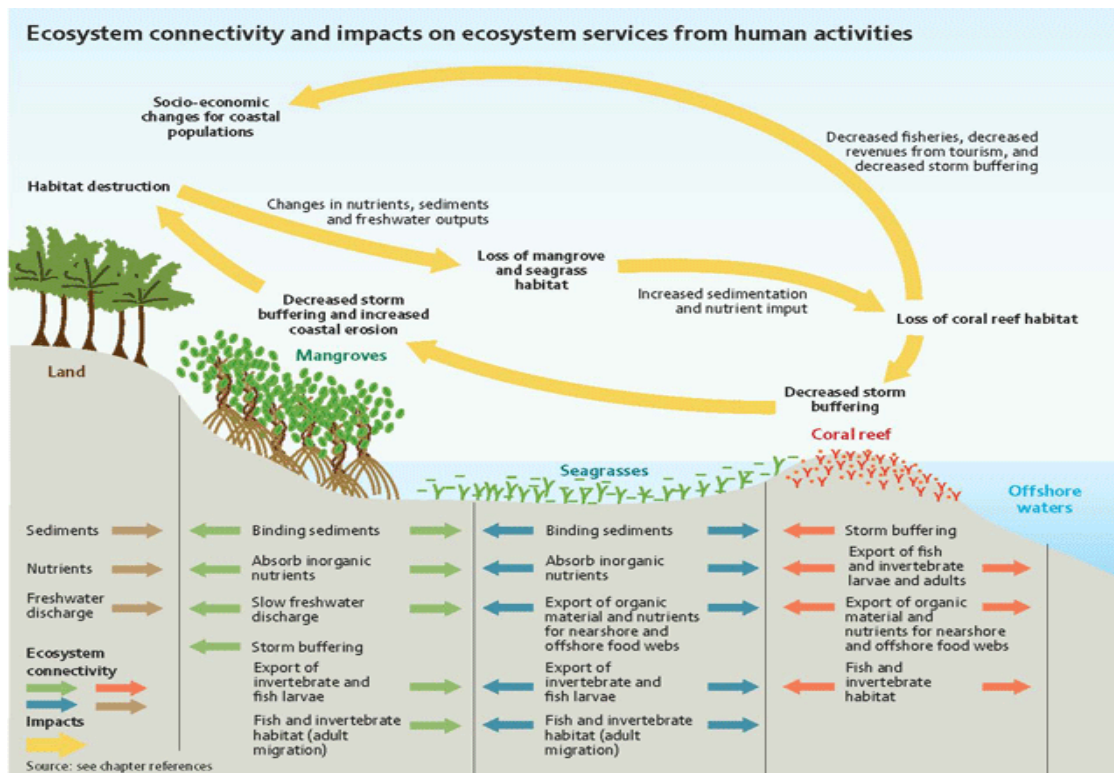 Ecosystem connectivity and impacts on ecosystem services from human activities
Socio-economic
changes for coastal
populations
Decreased fisheries, decreased
revenues from tourism, and
decreased storm buffering
Habitat destruction
Changes in nutrients, sediments
and freshwater outputs
Loss of mangrove
and seagrass
habitat
Increased sedimentation
and nutrient imput
Loss of coral reef habitat
Decreased storm
buffering and increased
coastal erosion
Mangroves
Land
Decreased storm
buffering
Coral reef
Seagrasses
Offshore
waters
Sediments
Nutrients
Freshwater
discharge
Ecosystem
connectivity
Impacts
Source: see chapter references
Binding sediments
Absorb inorganic
nutrients
Slow freshwater
discharge
Storm buffering
Export of
invertebrate and
fish larvae
Fish and invertebrate
habitat (adult
migration)
Binding sediments
Absorb inorganic
nutrients
Export of organic
material and nutrients
for nearshore and
offshore food webs
Export of
invertebrate and
fish larvae
Fish and invertebrate
habitat (adult
migration)
Storm buffering
Export of fish
and invertebrate
larvae and adults
Export of organic
material and
nutrients for nearshore
and offshore food webs
Fish and
invertebrate
habitat